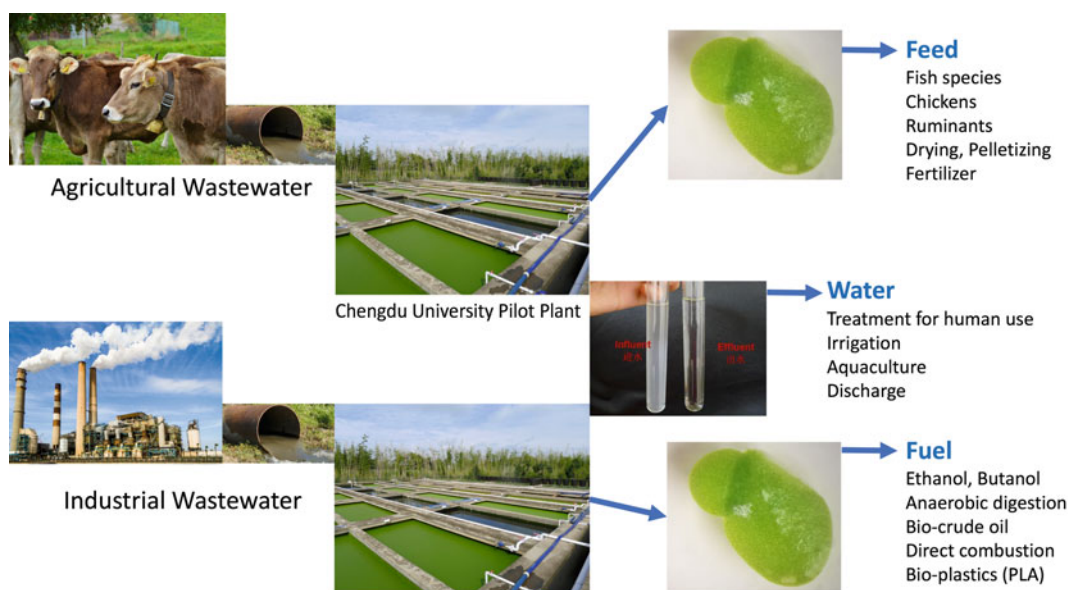 Agricultural Wastewater
Chengdu University Pilot Plant
Industrial Wastewater
Feed
Fish species
Chickens
Ruminants
Drying, Pelletizing
Fertilizer
Influent
Effluent
Water
Treatment for human use
Irrigation
Aquaculture
Discharge
Fuel
Ethanol, Butanol
Anaerobic digestion
Bio-crude oil
Direct combustion
Bio-plastics (PLA)